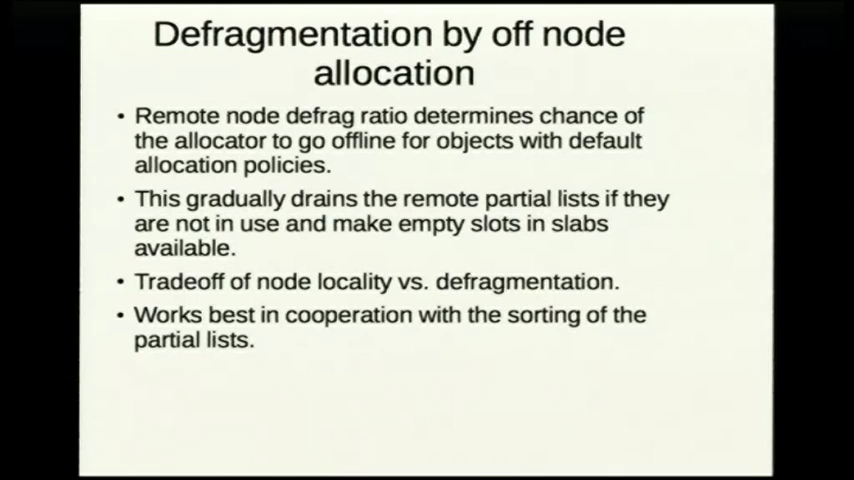 Defragmentation by off node
allocation
• Remote node defrag ratio determines chance of
the allocator to go offline for objects with default
allocation policies.
• This gradually drains the remote partial lists if they
are not in use and make empty slots in slabs
available.
• Tradeoff of node locality vs. defragmentation.
• Works best in cooperation with the sorting of the
partial lists.